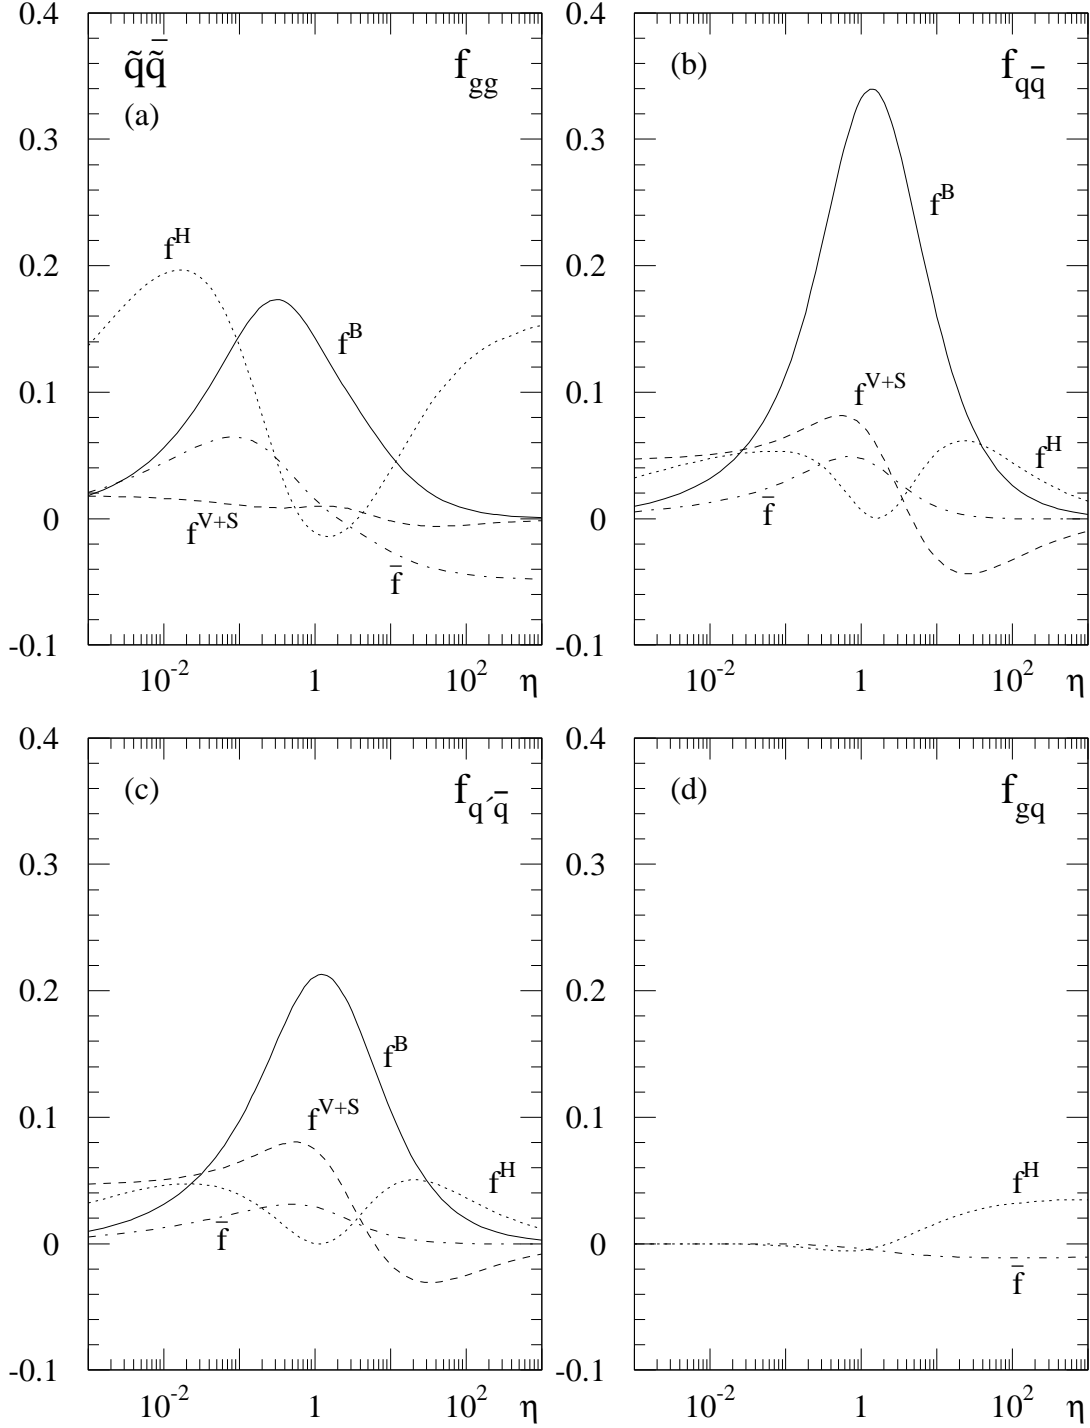 0.4
q̃q̃̄
f_gg
(a)
0.3
f^H
0.2
f^B
0.1
0
f^V+S
f̄
-0.1
10^-2
1
10^2
η
0.4
(b)
f_qq̄
0.3
f^B
0.2
f^V+S
0.1
f^H
f̄
0
-0.1
10^-2
1
10^2
η
0.4
(c)
f_q´q̄
0.3
0.2
f^B
f^V+S
0.1
f^H
f̄
0
-0.1
10^-2
1
10^2
η
0.4
(d)
f_gq
0.3
0.2
0.1
f^H
0
f̄
-0.1
10^-2
1
10^2
η